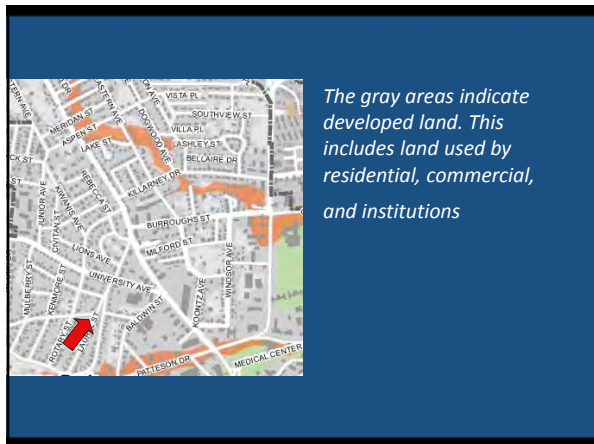 The gray areas indicate
developed land. This
includes land used by
residential, commercial,
and institutions
VISTA PL
SOUTHVIEW ST
EASTERN AVE
DOGWOOD AVE
MERIDAN ST
VILLA PL
ASPEN ST
LASHLEY ST
LAKE ST
BELLAIRE DR
KILLARNEY DR
REBECCA ST
KIWANIS AVE
JUNIOR AVE
CIVITAN ST
BURROUGHS ST
MILFORD ST
LIONS AVE
WINDSOR AVE
UNIVERSITY AVE
MULBERRY ST
KENMORE ST
KOONTZ AVE
BALDWIN ST
ROTARY ST
PATTESON DR
MEDICAL CENTER